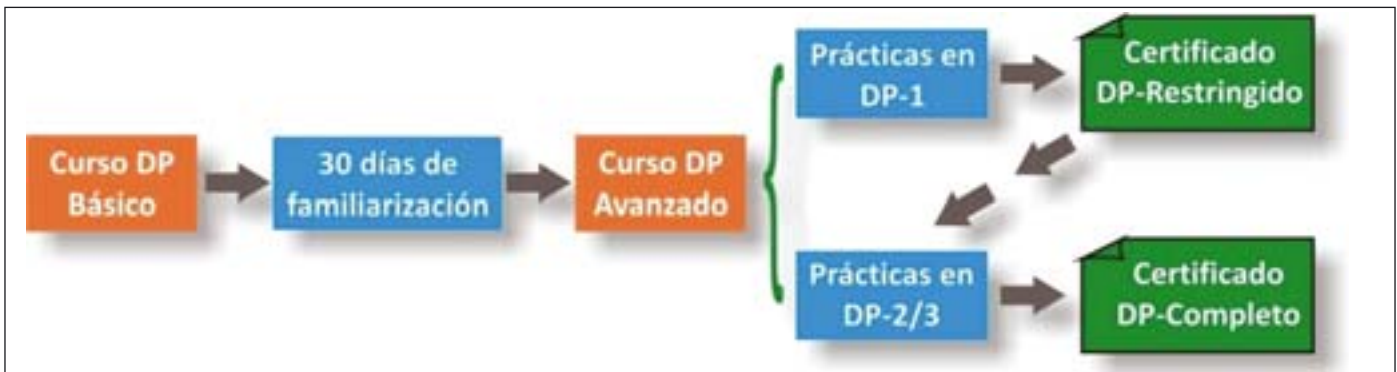 Curso DP
Básico
30 días de
familiarización
Curso DP
Avanzado
Prácticas en
DP-1
Certificado
DP-Restringido
Prácticas en
DP-2/3
Certificado
DP-Completo